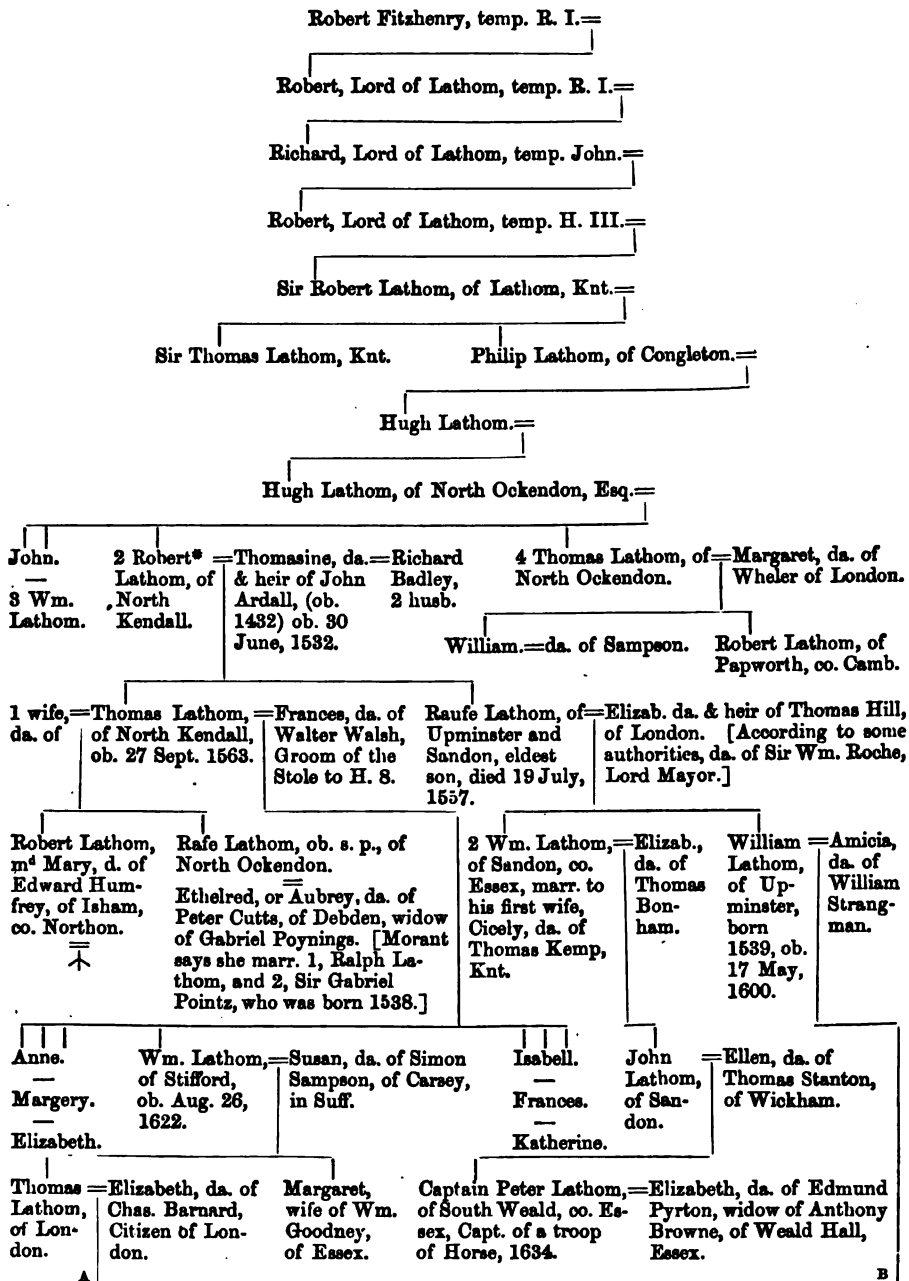 Robert Fitzhenry, temp. R. I.=
Robert, Lord of Lathom, temp. R. I.=
Richard, Lord of Lathom, temp. John.=
Robert, Lord of Lathom, temp. H. III.=
Sir Robert Lathom, of Lathom, Knt.=
Sir Thomas Lathom, Knt.
Philip Lathom, of Congleton.=
Hugh Lathom.=
Hugh Lathom, of North Ockendon, Esq.=
John.
—
3 Wm.
Lathom.
2 Robert*
Lathom, of
North
Kendall.
=Thomasine, da.
& heir of John
Ardall, (ob.
1432) ob. 30
June, 1532.
=Richard
Badley,
2 husb.
4 Thomas Lathom, of
North Ockendon.
=Margaret, da. of
Wheler of London.
William.=da. of Sampson.
Robert Lathom, of
Papworth, co. Camb.
1 wife,
da. of
=Thomas Lathom,
of North Kendall,
ob. 27 Sept. 1563.
=Frances, da. of
Walter Walsh,
Groom of the
Stole to H. 8.
Raufe Lathom, of
Upminster and
Sandon, eldest
son, died 19 July,
1557.
=Elizab. da. & heir of Thomas Hill,
of London. [According to some
authorities, da. of Sir Wm. Roche,
Lord Mayor.]
Robert Lathom,
mᵈ Mary, d. of
Edward Hum-
frey, of Isham,
co. Northon.
=
Rafe Lathom, ob. s. p., of
North Ockendon.
=
Ethelred, or Aubrey, da. of
Peter Cutts, of Debden, widow
of Gabriel Poynings. [Morant
says she marr. 1, Ralph La-
thom, and 2, Sir Gabriel
Pointz, who was born 1538.]
2 Wm. Lathom,
of Sandon, co.
Essex, marr. to
his first wife,
Cicely, da. of
Thomas Kemp,
Knt.
=Elizab.,
da. of
Thomas
Bon-
ham.
William
Lathom,
of Up-
minster,
born
1539, ob.
17 May,
1600.
=Amicia,
da. of
William
Strang-
man.
Anne.
—
Margery.
—
Elizabeth.
Wm. Lathom,
of Stifford,
ob. Aug. 26,
1622.
=Susan, da. of Simon
Sampson, of Carsey,
in Suff.
Isabell.
—
Frances.
—
Katherine.
John
Lathom,
of San-
don.
=Ellen, da. of
Thomas Stanton,
of Wickham.
Thomas
Lathom,
of Lon-
don.
=Elizabeth, da. of
Chas. Barnard,
Citizen of Lon-
don.
Margaret,
wife of Wm.
Goodney,
of Essex.
Captain Peter Lathom,
of South Weald, co. Es-
sex, Capt. of a troop
of Horse, 1634.
=Elizabeth, da. of Edmund
Pyrton, widow of Anthony
Browne, of Weald Hall,
Essex.
A
B